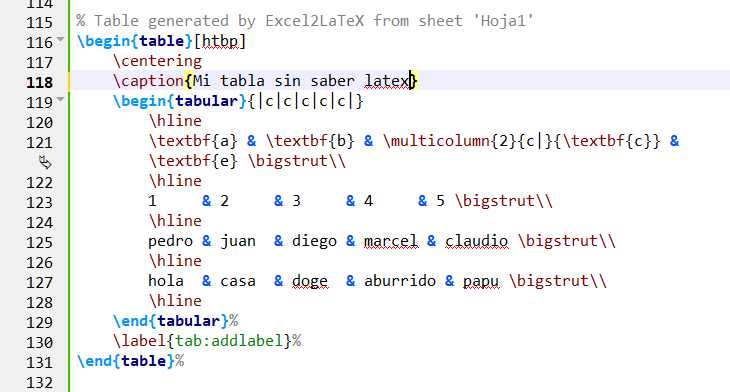 114
115 % Table generated by Excel2LaTeX from sheet 'Hoja1'
116 \begin{table}[htbp]
117 \centering
118 \caption{Mi tabla sin saber latex}
119 \begin{tabular}{|c|c|c|c|c|}
120 \hline
121 \textbf{a} & \textbf{b} & \multicolumn{2}{c|}{\textbf{c}} &
\textbf{e} \bigstrut\\
122 \hline
123 1 & 2 & 3 & 4 & 5 \bigstrut\\
124 \hline
125 pedro & juan & diego & marcel & claudio \bigstrut\\
126 \hline
127 hola & casa & doge & aburrido & papu \bigstrut\\
128 \hline
129 \end{tabular}%
130 \label{tab:addlabel}%
131 \end{table}%
132